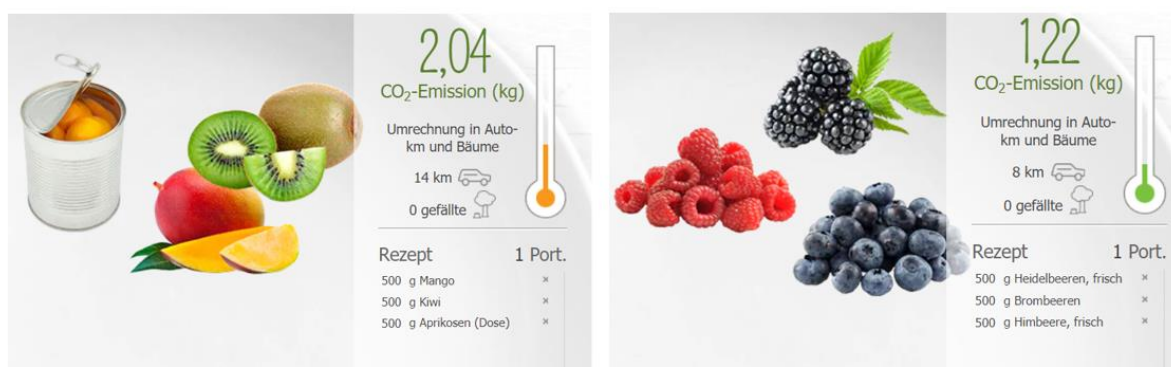 2,04
CO₂-Emission (kg)
Umrechnung in Auto-
km und Bäume
14 km
0 gefällte
Rezept 1 Port.
500 g Mango ×
500 g Kiwi ×
500 g Aprikosen (Dose) ×
1,22
CO₂-Emission (kg)
Umrechnung in Auto-
km und Bäume
8 km
0 gefällte
Rezept 1 Port.
500 g Heidelbeeren, frisch ×
500 g Brombeeren ×
500 g Himbeere, frisch ×